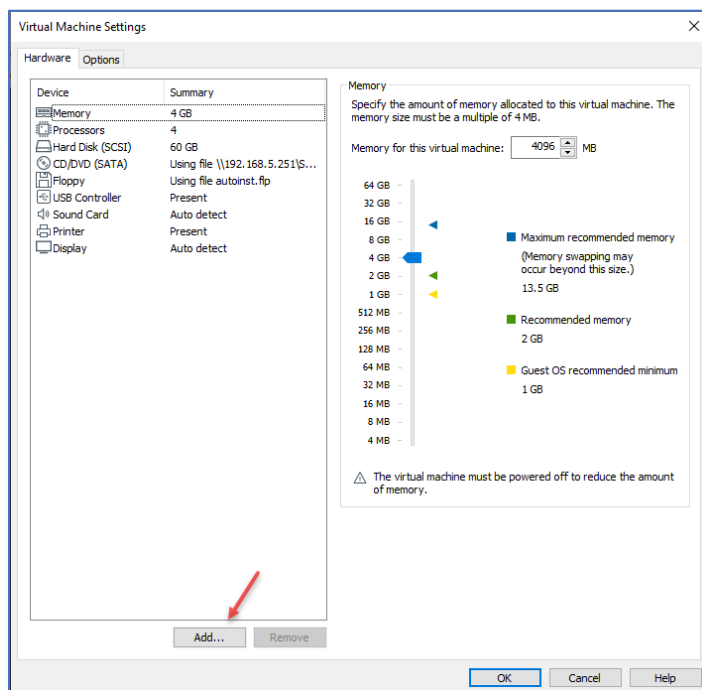 Virtual Machine Settings
Hardware
Options
Device Summary
Memory 4 GB
Processors 4
Hard Disk (SCSI) 60 GB
CD/DVD (SATA) Using file \\192.168.5.251\S...
Floppy Using file autoinst.flp
USB Controller Present
Sound Card Auto detect
Printer Present
Display Auto detect
Add...
Remove
Memory
Specify the amount of memory allocated to this virtual machine. The
memory size must be a multiple of 4 MB.
Memory for this virtual machine: 4096 MB
64 GB
32 GB
16 GB
8 GB
4 GB
2 GB
1 GB
512 MB
256 MB
128 MB
64 MB
32 MB
16 MB
8 MB
4 MB
Maximum recommended memory
(Memory swapping may
occur beyond this size.)
13.5 GB
Recommended memory
2 GB
Guest OS recommended minimum
1 GB
The virtual machine must be powered off to reduce the amount
of memory.
OK
Cancel
Help